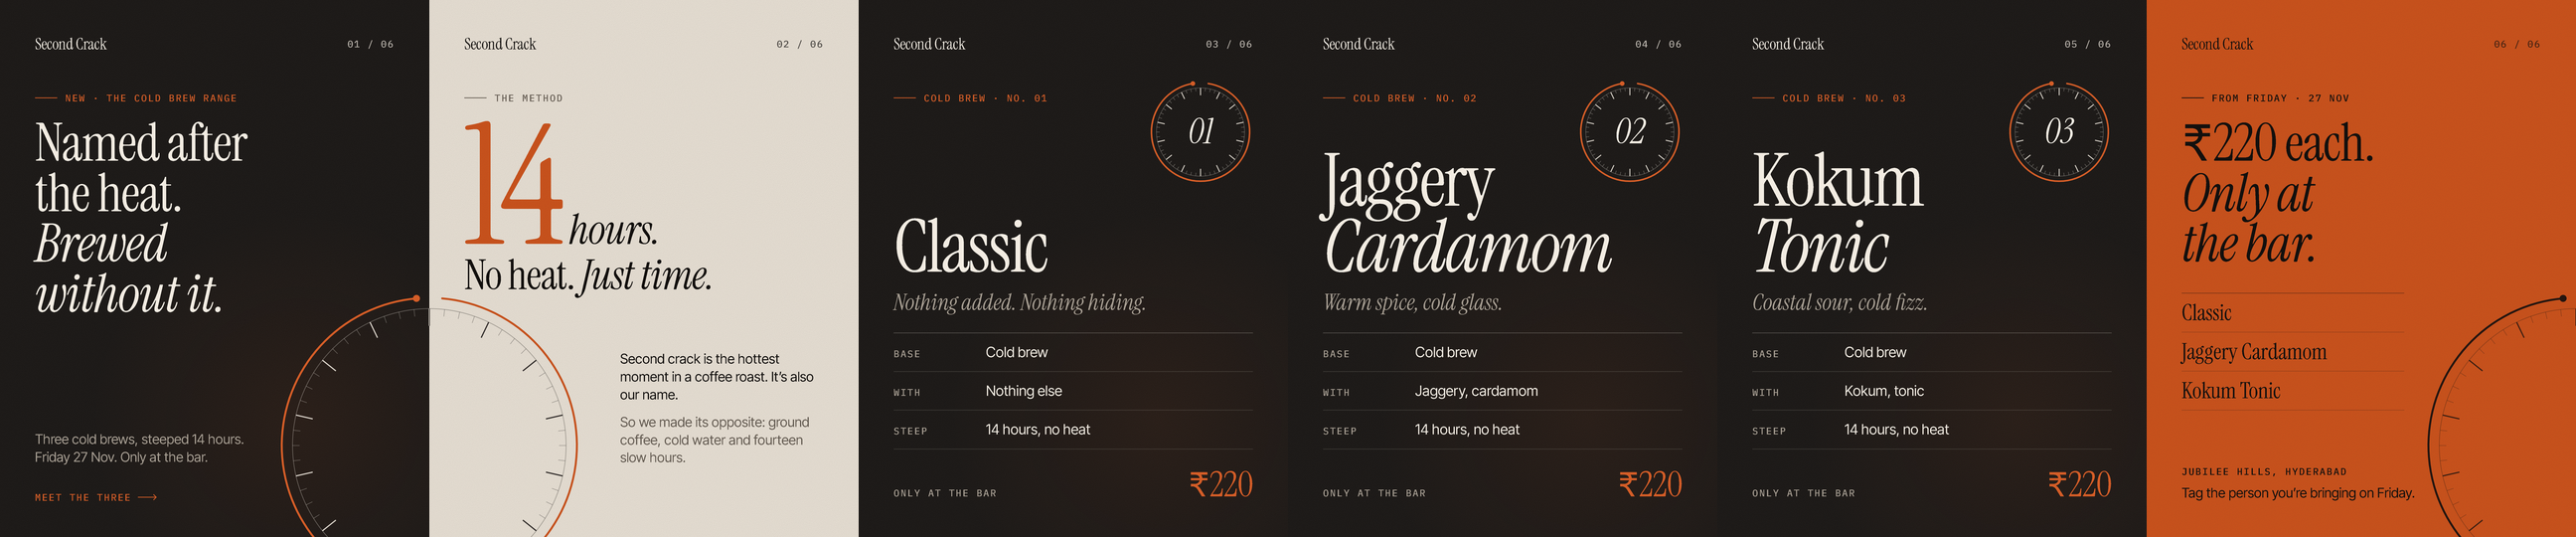 Second Crack
01 / 06
NEW · THE COLD BREW RANGE
Named after
the heat.
Brewed
without it.
Three cold brews, steeped 14 hours.
Friday 27 Nov. Only at the bar.
MEET THE THREE →
Second Crack
02 / 06
THE METHOD
14 hours.
No heat. Just time.
Second crack is the hottest
moment in a coffee roast. It’s also
our name.
So we made its opposite: ground
coffee, cold water and fourteen
slow hours.
Second Crack
03 / 06
COLD BREW · NO. 01
01
Classic
Nothing added. Nothing hiding.
BASE Cold brew
WITH Nothing else
STEEP 14 hours, no heat
ONLY AT THE BAR ₹220
Second Crack
04 / 06
COLD BREW · NO. 02
02
Jaggery
Cardamom
Warm spice, cold glass.
BASE Cold brew
WITH Jaggery, cardamom
STEEP 14 hours, no heat
ONLY AT THE BAR ₹220
Second Crack
05 / 06
COLD BREW · NO. 03
03
Kokum
Tonic
Coastal sour, cold fizz.
BASE Cold brew
WITH Kokum, tonic
STEEP 14 hours, no heat
ONLY AT THE BAR ₹220
Second Crack
06 / 06
FROM FRIDAY · 27 NOV
₹220 each.
Only at
the bar.
Classic
Jaggery Cardamom
Kokum Tonic
JUBILEE HILLS, HYDERABAD
Tag the person you’re bringing on Friday.